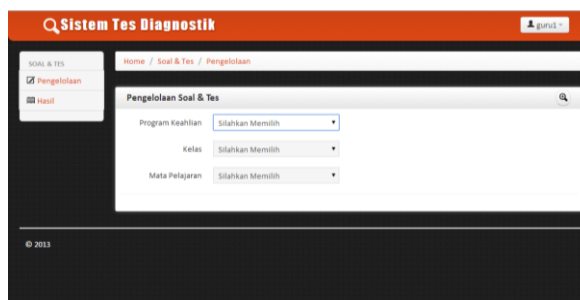 Sistem Tes Diagnostik
guru1
SOAL & TES
Pengelolaan
Hasil
Home / Soal & Tes / Pengelolaan
Pengelolaan Soal & Tes
Program Keahlian Silahkan Memilih
Kelas Silahkan Memilih
Mata Pelajaran Silahkan Memilih
© 2013